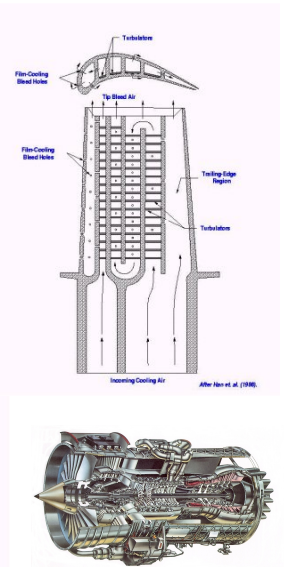 Turbulators
Film-Cooling
Bleed Holes
Tip Bleed Air
Film-Cooling
Bleed Holes
Trailing-Edge
Region
Turbulators
Incoming Cooling Air
After Han et. al. (1986).